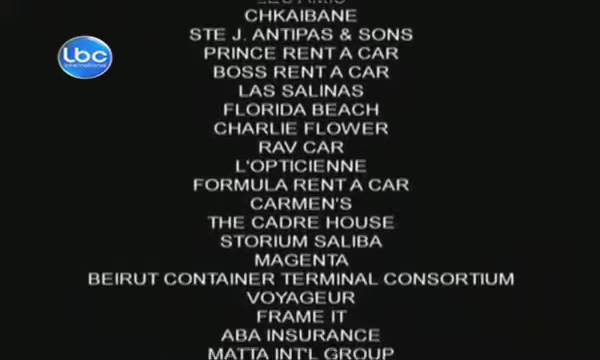 CHKAIBANE
STE J. ANTIPAS & SONS
PRINCE RENT A CAR
lbc
international
BOSS RENT A CAR
LAS SALINAS
FLORIDA BEACH
CHARLIE FLOWER
RAV CAR
L'OPTICIENNE
FORMULA RENT A CAR
CARMEN'S
THE CADRE HOUSE
STORIUM SALIBA
MAGENTA
BEIRUT CONTAINER TERMINAL CONSORTIUM
VOYAGEUR
FRAME IT
ABA INSURANCE
MATTA INT'L GROUP